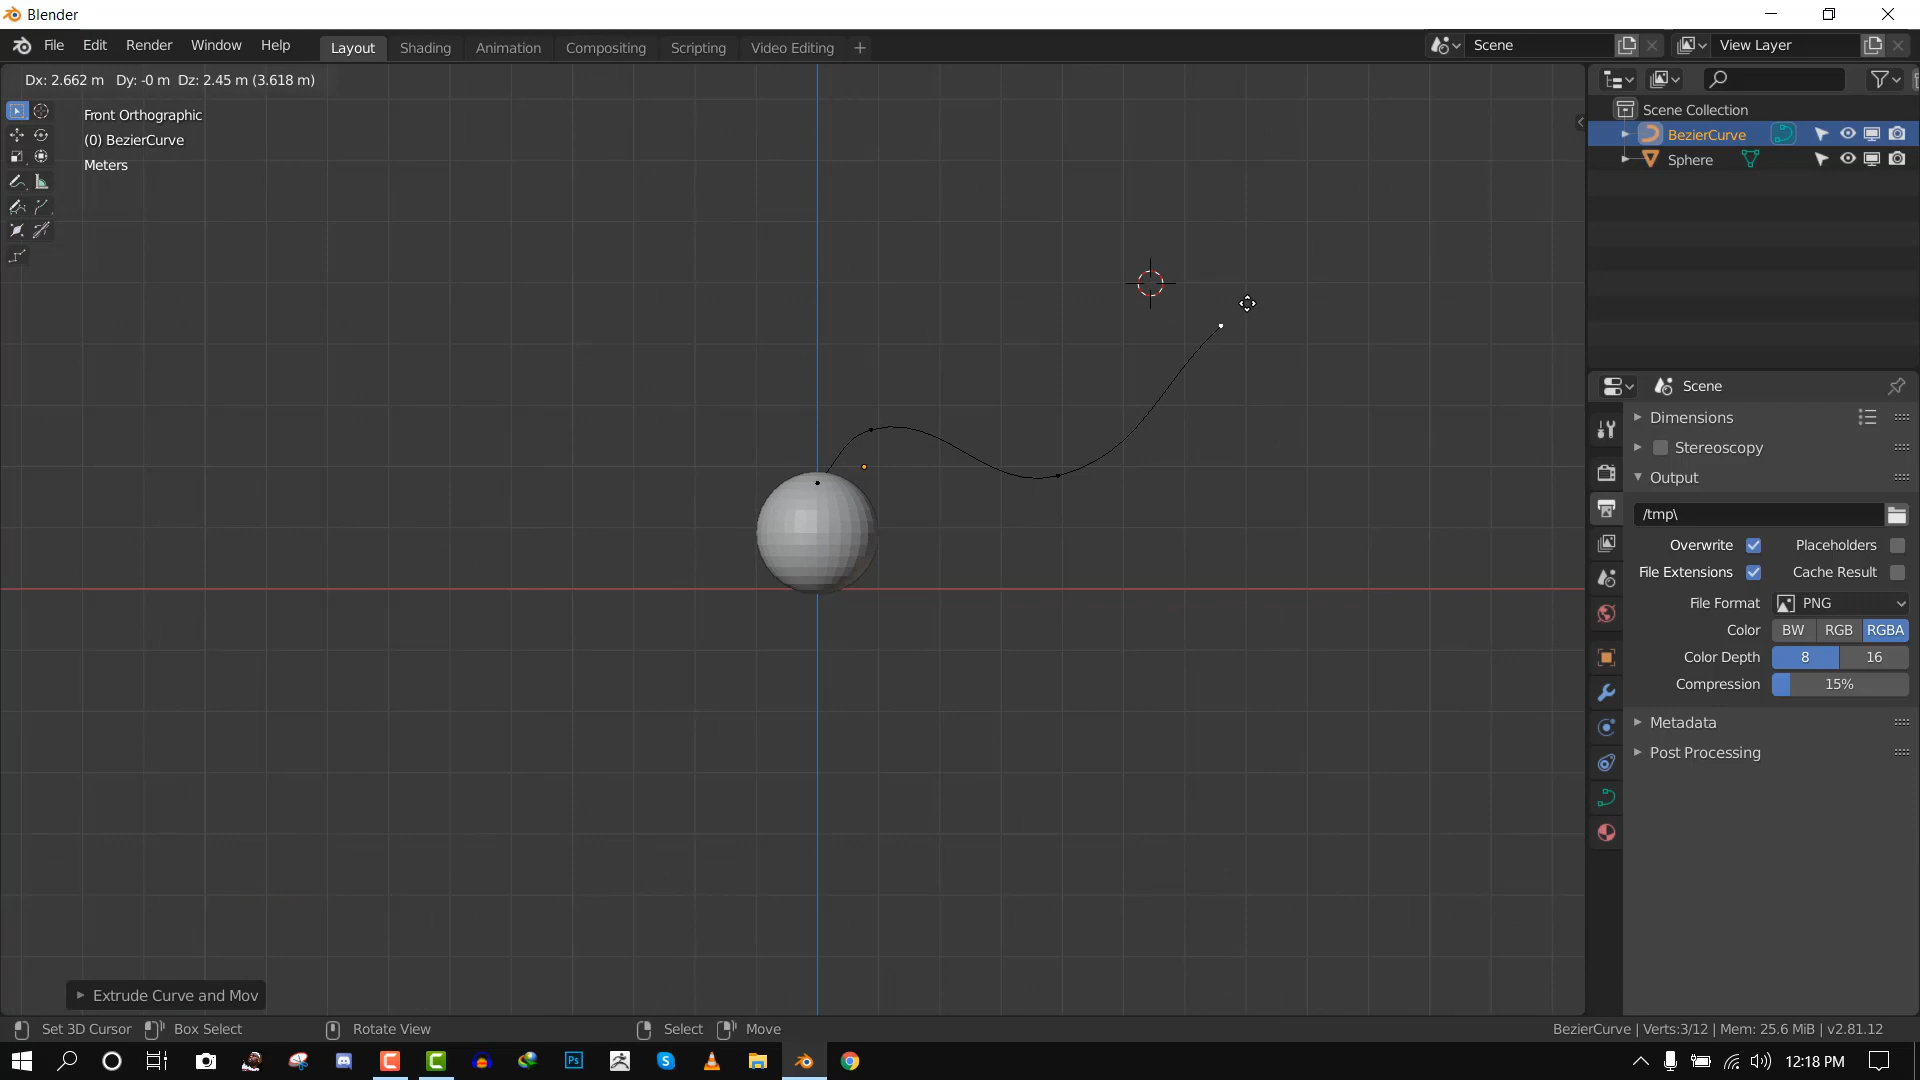 Blender
File Edit Render Window Help
Layout Shading Animation Compositing Scripting Video Editing +
Scene
View Layer
Dx: 2.662 m Dy: -0 m Dz: 2.45 m (3.618 m)
Front Orthographic
(0) BezierCurve
Meters
Scene Collection
BezierCurve
Sphere
Scene
Dimensions
Stereoscopy
Output
/tmp\
Overwrite Placeholders
File Extensions Cache Result
File Format PNG
Color BW RGB RGBA
Color Depth 8 16
Compression 15%
Metadata
Post Processing
Extrude Curve and Mov
Set 3D Cursor Box Select Rotate View Select Move
BezierCurve | Verts:3/12 | Mem: 25.6 MiB | v2.81.12
12:18 PM